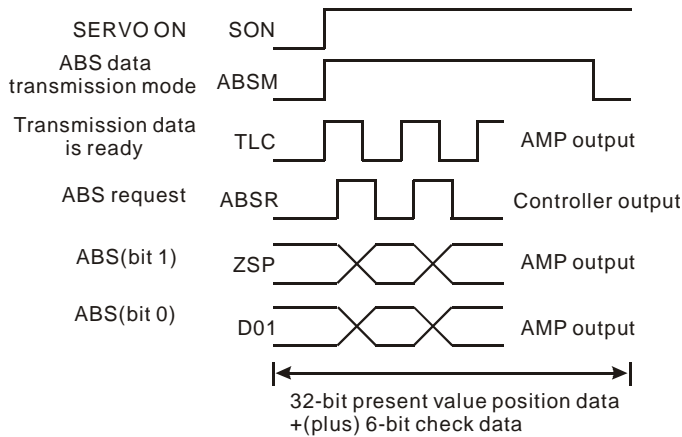 SERVO ON SON
ABS data
transmission mode ABSM
Transmission data
is ready TLC AMP output
ABS request ABSR Controller output
ABS(bit 1) ZSP AMP output
ABS(bit 0) D01 AMP output
32-bit present value position data
+(plus) 6-bit check data